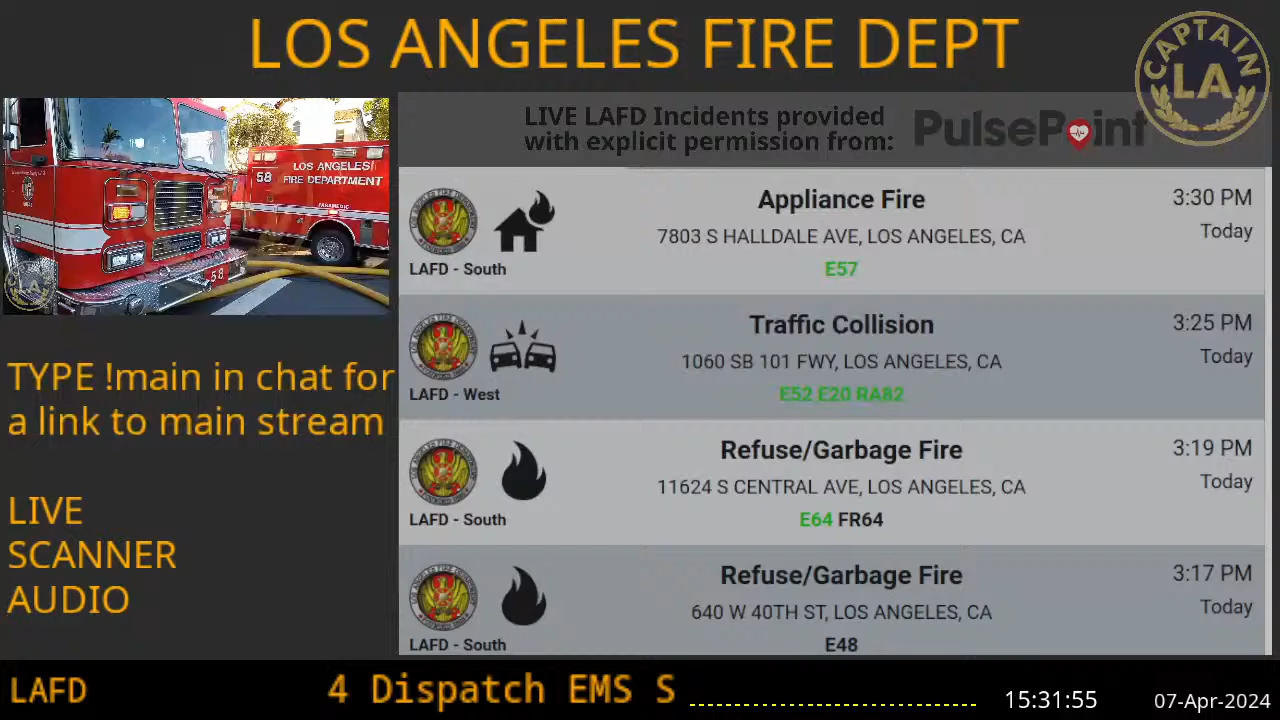 LOS ANGELES FIRE DEPT
CAPTAIN
LA
LIVE LAFD Incidents provided
with explicit permission from:
PulsePoint
58
LOS ANGELES
FIRE DEPARTMENT
PARAMEDIC
58
Appliance Fire
3:30 PM
7803 S HALLDALE AVE, LOS ANGELES, CA
Today
E57
LAFD - South
Traffic Collision
3:25 PM
1060 SB 101 FWY, LOS ANGELES, CA
Today
E52 E20 RA82
LAFD - West
Refuse/Garbage Fire
3:19 PM
11624 S CENTRAL AVE, LOS ANGELES, CA
Today
E64 FR64
LAFD - South
Refuse/Garbage Fire
3:17 PM
640 W 40TH ST, LOS ANGELES, CA
Today
E48
LAFD - South
TYPE !main in chat for
a link to main stream
LIVE
SCANNER
AUDIO
LAFD
4 Dispatch EMS S
15:31:55
07-Apr-2024